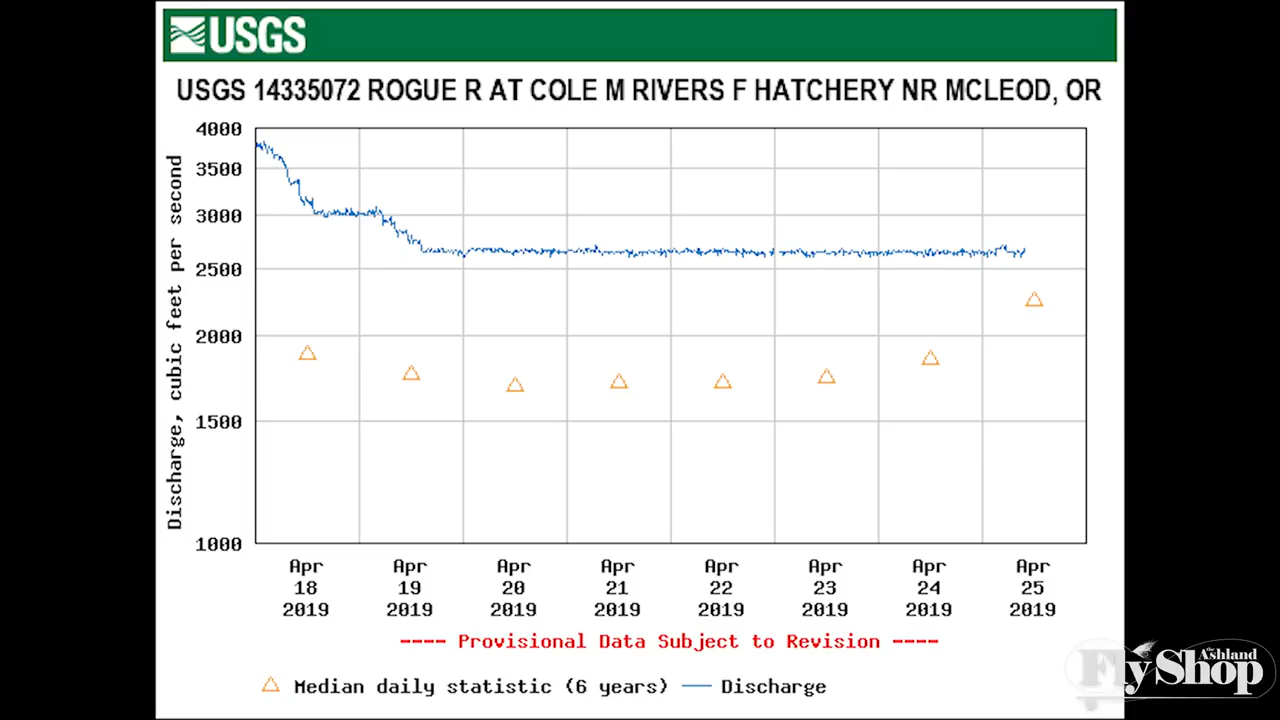 USGS
USGS 14335072 ROGUE R AT COLE M RIVERS F HATCHERY NR MCLEOD, OR
Discharge, cubic feet per second
4000
3500
3000
2500
2000
1500
1000
Apr Apr Apr Apr Apr Apr Apr Apr
18 19 20 21 22 23 24 25
2019 2019 2019 2019 2019 2019 2019 2019
---- Provisional Data Subject to Revision ----
Median daily statistic (6 years) Discharge
the Ashland
Fly Shop